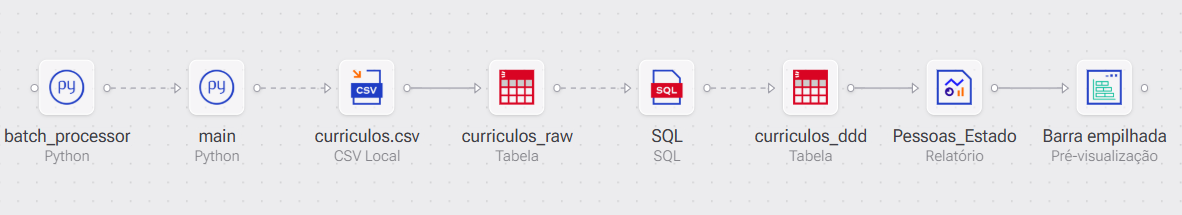 py
batch_processor
Python
py
main
Python
CSV
curriculos.csv
CSV Local
curriculos_raw
Tabela
SQL
SQL
SQL
curriculos_ddd
Tabela
Pessoas_Estado
Relatório
Barra empilhada
Pré-visualização